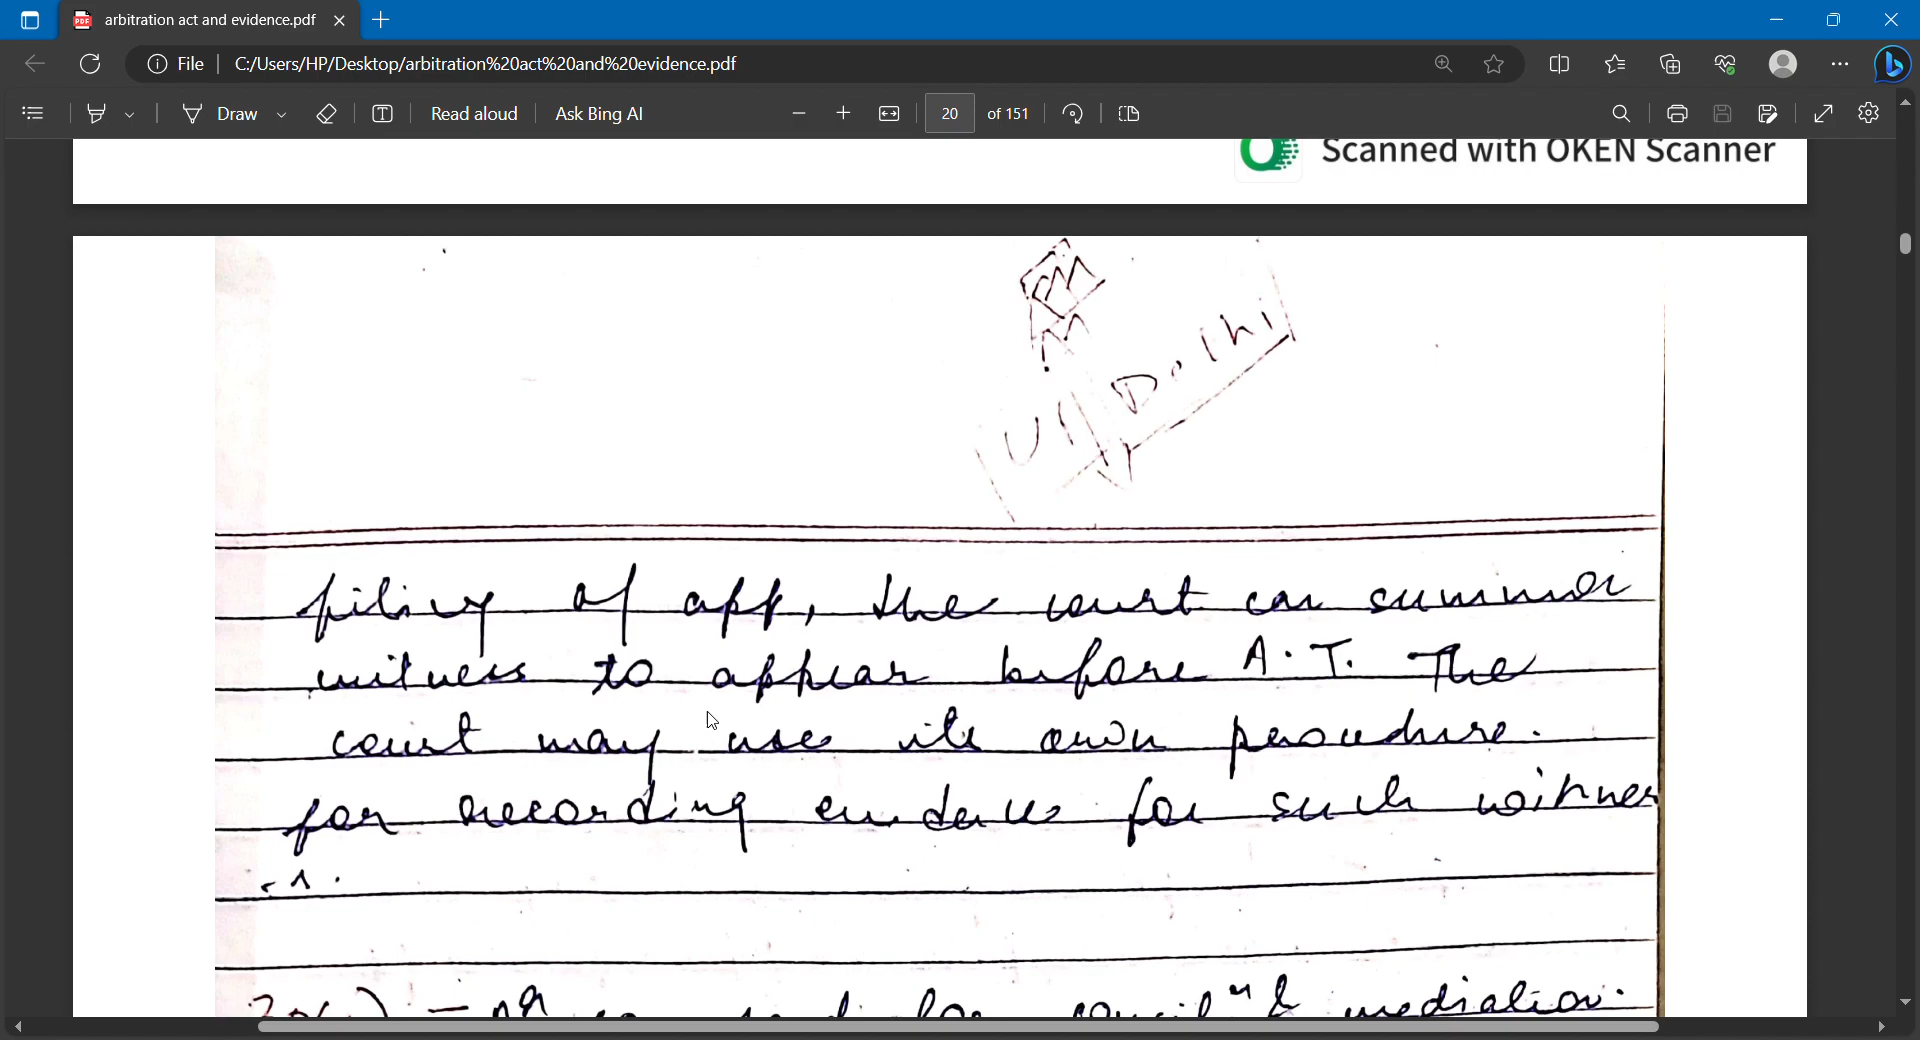 arbitration act and evidence.pdf
File C:/Users/HP/Desktop/arbitration%20act%20and%20evidence.pdf
Draw Read aloud Ask Bing AI 20 of 151
Scanned with OKEN Scanner
Delhi
filing of app, the court can summon
witness to appear before A.T. The
court may use its own procedure.
for recording evidence for such witness
mediation.